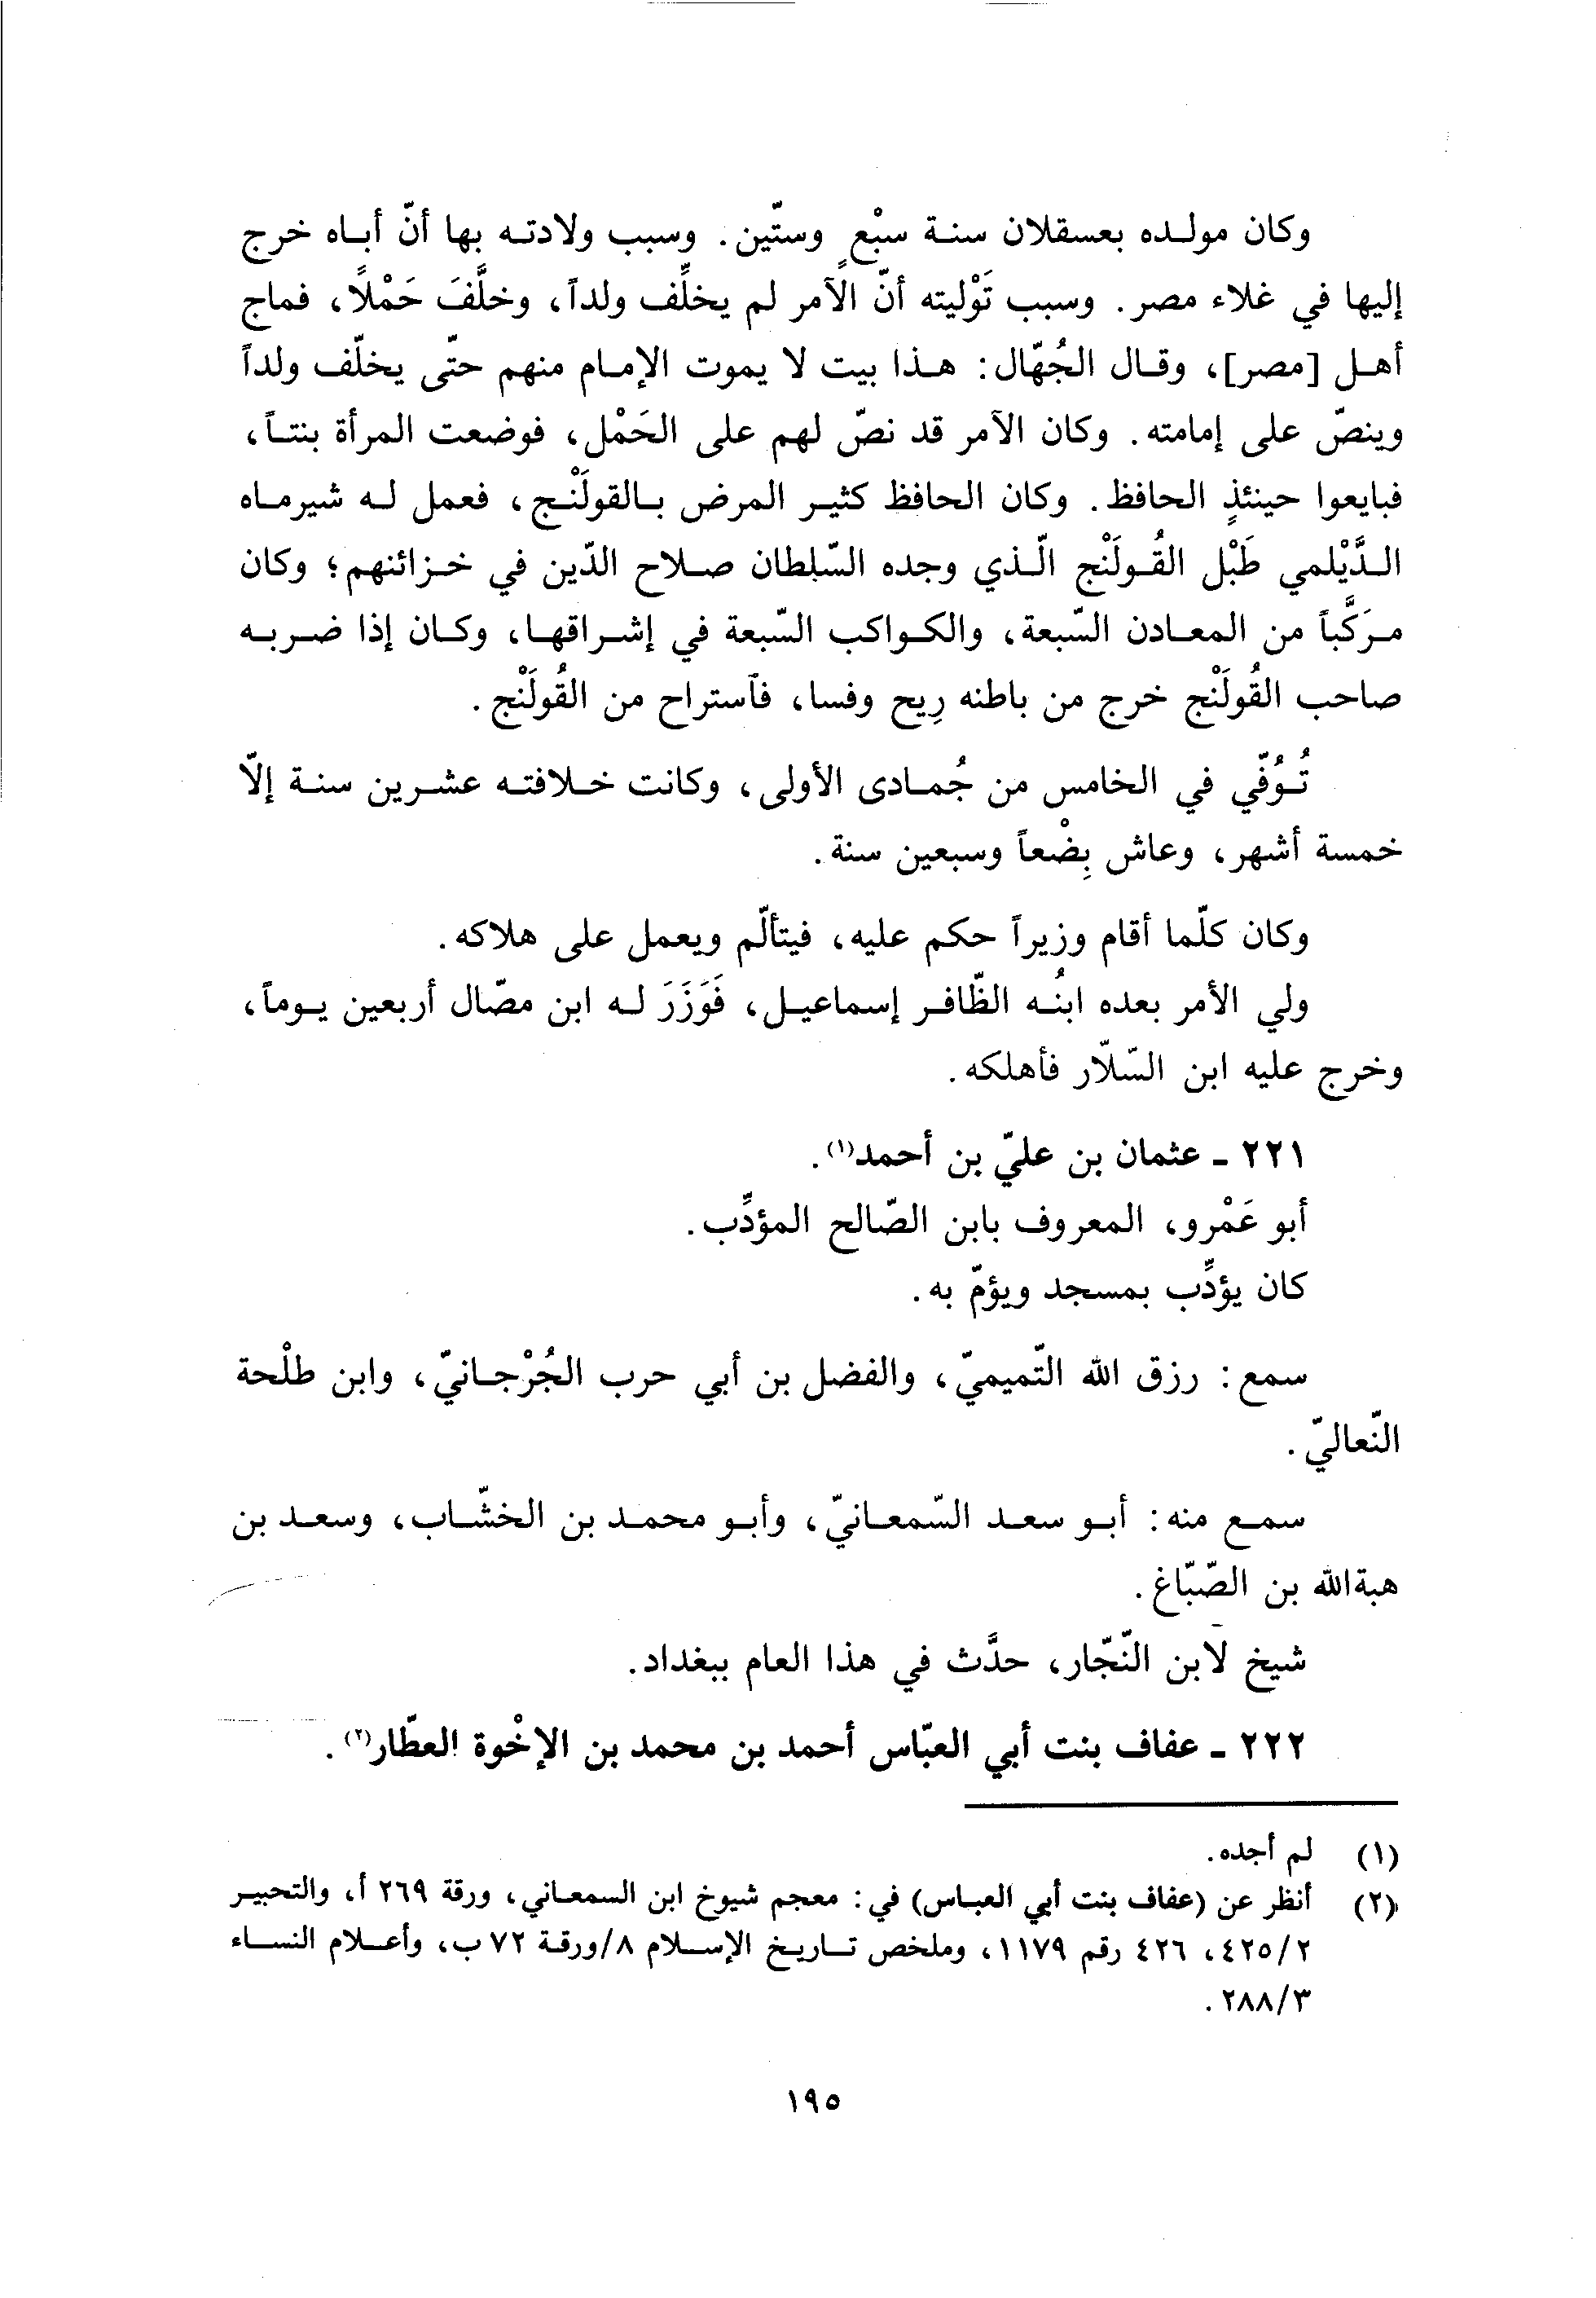 وكان مولده بعسقلان سنة سبْعٍ وستّين. وسبب ولادته بها أنّ أباه خرج
إليها في غلاء مصر. وسبب تَوْليته أنّ الآمر لم يخلِّف ولداً، وخلَّفَ حَمْلاً، فماج
أهل [مصر]، وقال الجُهّال: هذا بيت لا يموت الإمام منهم حتّى يخلّف ولداً
وينصّ على إمامته. وكان الآمر قد نصّ لهم على الحَمْل، فوضعت المرأة بنتاً،
فبايعوا حينئذٍ الحافظ. وكان الحافظ كثير المرض بالقولَنْج، فعمل له شيرماه
الدَّيْلمي طَبْل القُولَنْج الّذي وجده السّلطان صلاح الدّين في خزائنهم؛ وكان
مركَّباً من المعادن السّبعة، والكواكب السّبعة في إشراقها، وكان إذا ضربه
صاحب القُولَنْج خرج من باطنه رِيح وفسا، فآستراح من القُولَنْج.
تُوُفّي في الخامس من جُمادى الأولى، وكانت خلافته عشرين سنة إلّا
خمسة أشهر، وعاش بِضْعاً وسبعين سنة.
وكان كلّما أقام وزيراً حكم عليه، فيتألّم ويعمل على هلاكه.
ولي الأمر بعده ابنُه الظّافر إسماعيل، فَوَزَرَ له ابن مصّال أربعين يوماً،
وخرج عليه ابن السّلّار فأهلكه.
٢٢١ ـ عثمان بن عليّ بن أحمد(١).
أبو عَمْرو، المعروف بابن الصّالح المؤدِّب.
كان يؤدِّب بمسجد ويؤمّ به.
سمع: رزق الله التّميميّ، والفضل بن أبي حرب الجُرْجانيّ، وابن طلْحة
النّعاليّ.
سمع منه: أبو سعد السّمعانيّ، وأبو محمد بن الخشّاب، وسعد بن
هبةالله بن الصّبّاغ.
شيخ لابن النّجّار، حدَّث في هذا العام ببغداد.
٢٢٢ ـ عفاف بنت أبي العبّاس أحمد بن محمد بن الإخْوة العطّار(٢).
(١) لم أجده.
(٢) أنظر عن (عفاف بنت أبي العباس) في: معجم شيوخ ابن السمعاني، ورقة ٢٦٩ أ، والتحبير
٤٢٥/٢، ٤٢٦ رقم ١١٧٩، وملخص تاريخ الإسلام ٨/ورقة ٧٢ ب، وأعلام النساء
٢٨٨/٣.
١٩٥